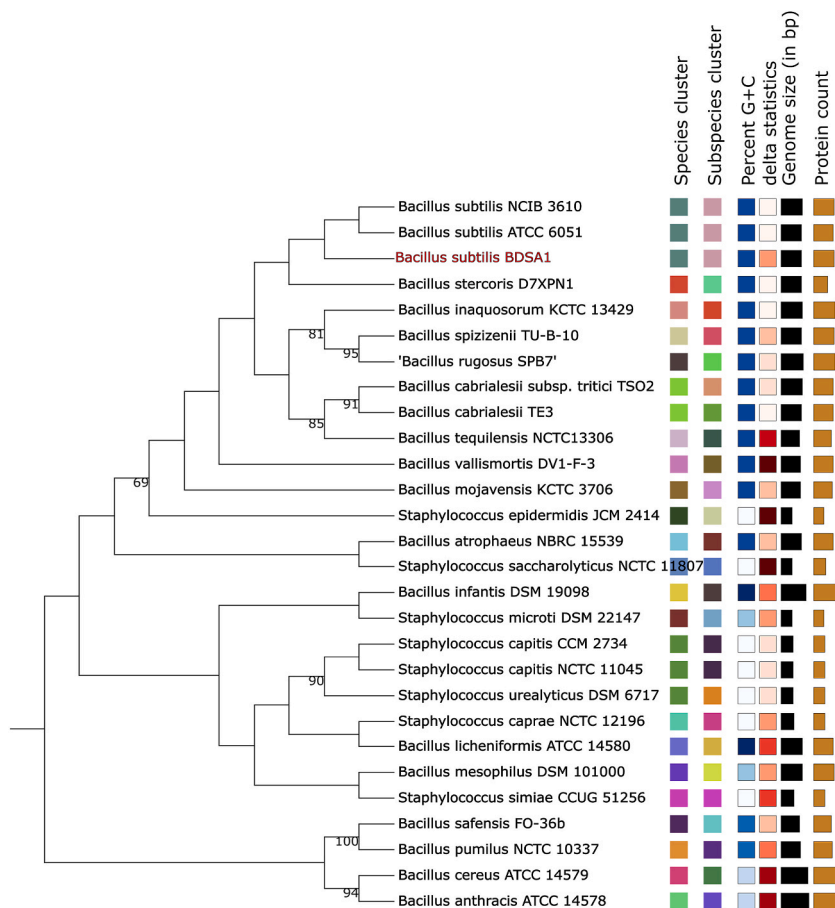 Species cluster
Subspecies cluster
Percent G+C
delta statistics
Genome size (in bp)
Protein count
Bacillus subtilis NCIB 3610
Bacillus subtilis ATCC 6051
Bacillus subtilis BDSA1
Bacillus stercoris D7XPN1
Bacillus inaquosorum KCTC 13429
81
Bacillus spizizenii TU-B-10
95
'Bacillus rugosus SPB7'
Bacillus cabrialesii subsp. tritici TSO2
91
Bacillus cabrialesii TE3
85
Bacillus tequilensis NCTC13306
Bacillus vallismortis DV1-F-3
69
Bacillus mojavensis KCTC 3706
Staphylococcus epidermidis JCM 2414
Bacillus atrophaeus NBRC 15539
Staphylococcus saccharolyticus NCTC 11807
Bacillus infantis DSM 19098
Staphylococcus microti DSM 22147
Staphylococcus capitis CCM 2734
Staphylococcus capitis NCTC 11045
90
Staphylococcus urealyticus DSM 6717
Staphylococcus caprae NCTC 12196
Bacillus licheniformis ATCC 14580
Bacillus mesophilus DSM 101000
Staphylococcus simiae CCUG 51256
Bacillus safensis FO-36b
100
Bacillus pumilus NCTC 10337
Bacillus cereus ATCC 14579
94
Bacillus anthracis ATCC 14578